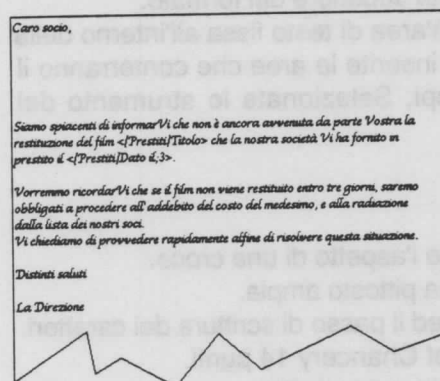 Caro socio,
Siamo spiacenti di informarVi che non è ancora avvenuta da parte Vostra la
restituzione del film <[Prestiti]Titolo> che la nostra società Vi ha fornito in
prestito il <[Prestiti]Dato il;3>.
Vorremmo ricordarVi che se il film non viene restituito entro tre giorni, saremo
obbligati a procedere all'addebito del costo del medesimo, e alla radiazione
dalla lista dei nostri soci.
Vi chiediamo di provvedere rapidamente affine di risolvere questa situazione.
Distinti saluti
La Direzione